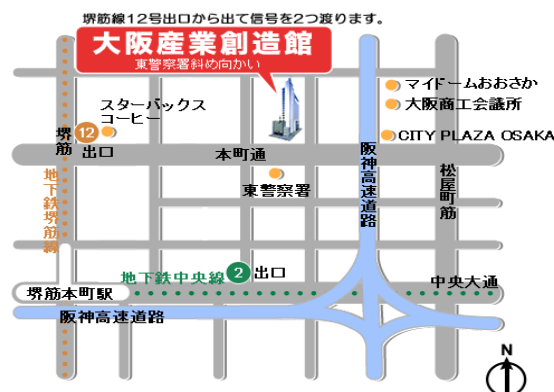 堺筋線12号出口から出て信号を2つ渡ります。
大阪産業創造館
東警察署斜め向かい
マイドームおおさか
大阪商工会議所
CITY PLAZA OSAKA
スターバックス
コーヒー
堺筋
12
出口
本町通
阪神高速道路
松屋町筋
東警察署
地下鉄堺筋線
地下鉄中央線
2
出口
中央大通
堺筋本町駅
阪神高速道路
N